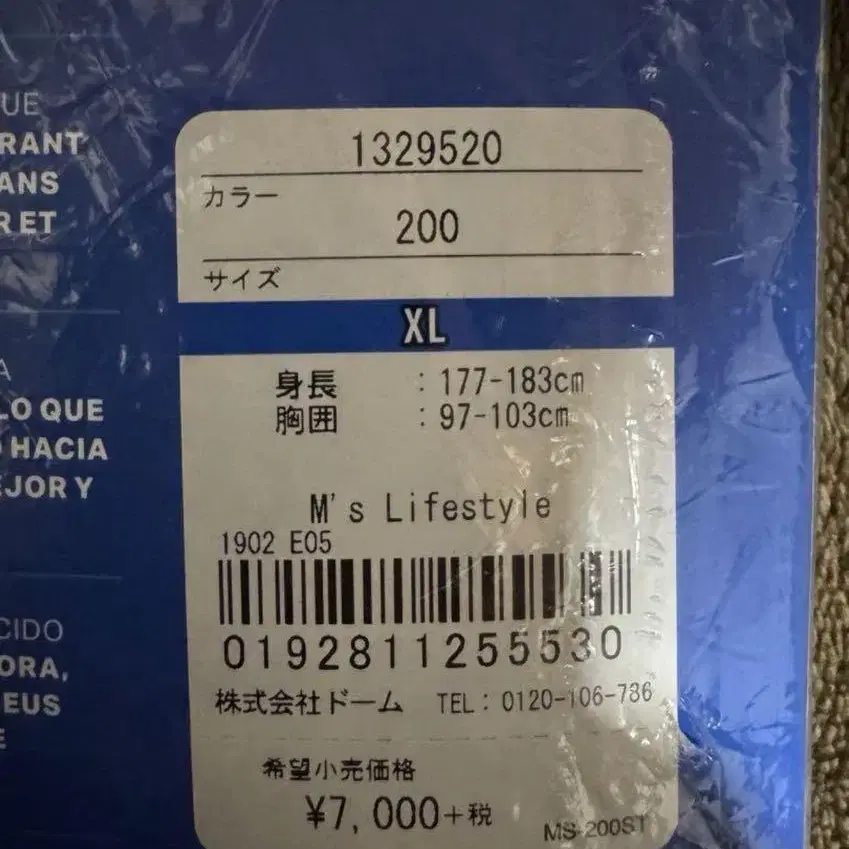 UE
RANT
ANS
R ET
A
LO QUE
HACIA
EJOR Y
CIDO
ORA,
EUS
E
1329520
カラー
200
サイズ
XL
身長 : 177-183cm
胸囲 : 97-103cm
M's Lifestyle
1902 E05
0192811255530
株式会社ドーム TEL: 0120-106-736
希望小売価格
¥7,000+税
MS-200ST